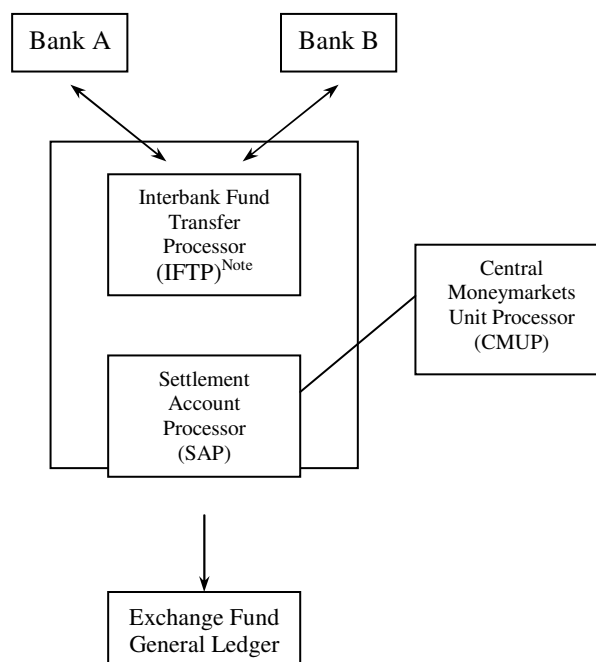 Bank A
Bank B
Interbank Fund
Transfer
Processor
(IFTP)Note
Central
Moneymarkets
Unit Processor
(CMUP)
Settlement
Account
Processor
(SAP)
Exchange Fund
General Ledger